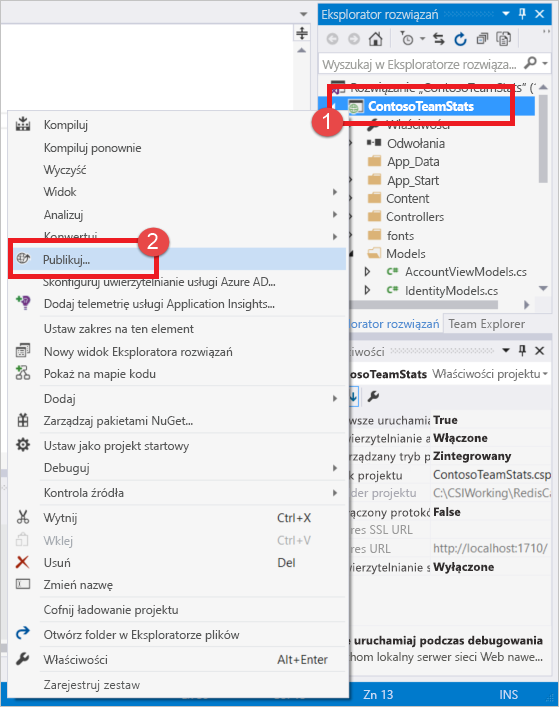 Eksplorator rozwiązań
Wyszukaj w Eksploratorze rozwiąza...
Rozwiązanie „ContosoTeamStats” (1
1
ContosoTeamStats
Właściwości
Odwołania
App_Data
App_Start
Content
Controllers
fonts
Models
C# AccountViewModels.cs
C# IdentityModels.cs
Kompiluj
Kompiluj ponownie
Wyczyść
Widok
Analizuj
Konwertuj
2
Publikuj...
Skonfiguruj uwierzytelnianie usługi Azure AD...
Dodaj telemetrię usługi Application Insights...
Ustaw zakres na ten element
Nowy widok Eksploratora rozwiązań
Pokaż na mapie kodu
Dodaj
Zarządzaj pakietami NuGet...
Ustaw jako projekt startowy
Debuguj
Kontrola źródła
Wytnij Ctrl+X
Wklej Ctrl+V
Usuń Del
Zmień nazwę
Cofnij ładowanie projektu
Otwórz folder w Eksploratorze plików
Właściwości Alt+Enter
Zarejestruj zestaw
plorator rozwiązań Team Explorer
ciwości
osoTeamStats Właściwości projektu
wsze uruchamia True
wierzytelnianie a Włączone
rządzany tryb p Zintegrowany
k projektu ContosoTeamStats.csp
der projektu C:\CSIWorking\RedisCa
czony protokó False
res SSL URL
res URL http://localhost:1710/
wierzytelnianie s Wyłączone
e uruchamiaj podczas debugowania
hom lokalny serwer sieci Web nawe...
Zn 13 INS